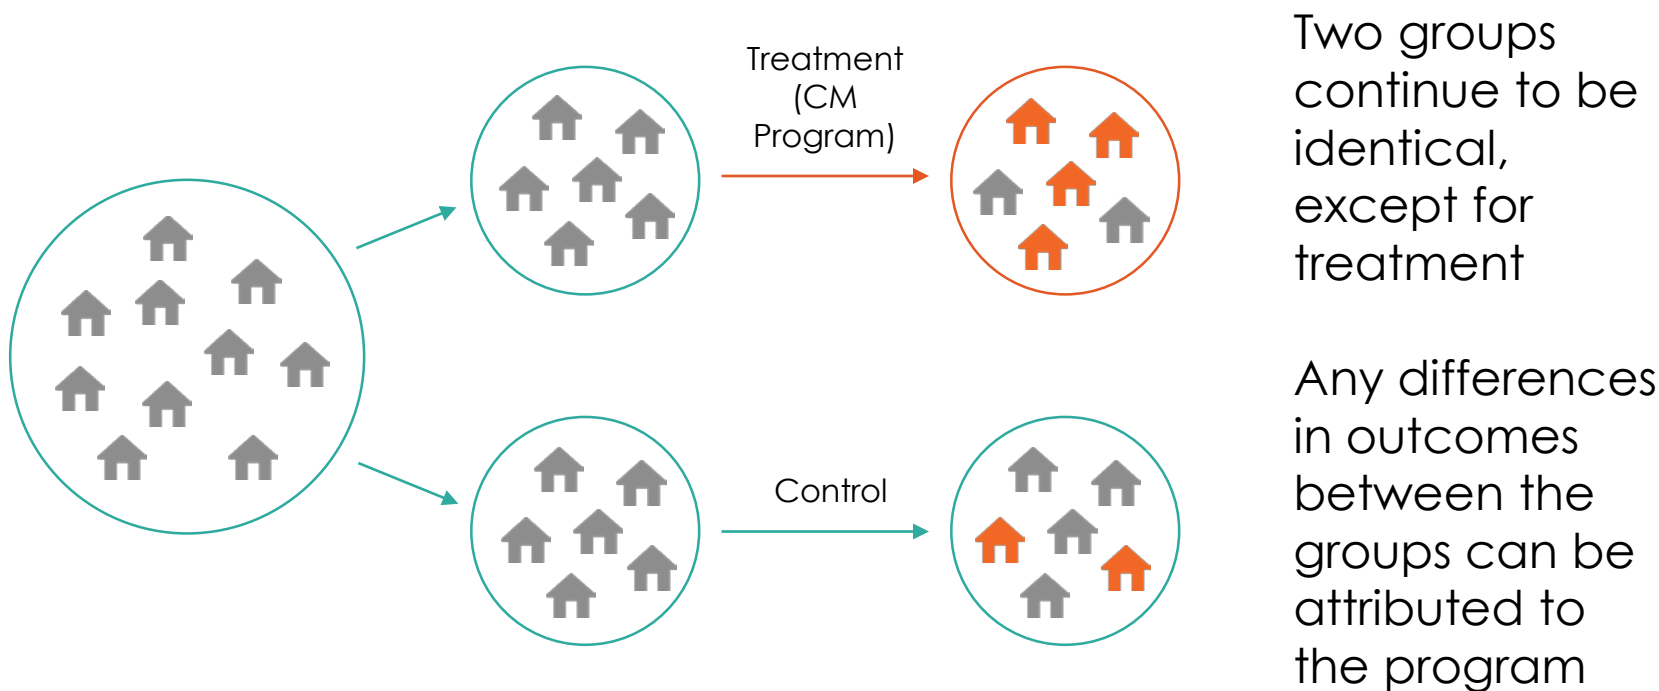 Treatment
(CM
Program)
Control
Two groups
continue to be
identical,
except for
treatment
Any differences
in outcomes
between the
groups can be
attributed to
the program